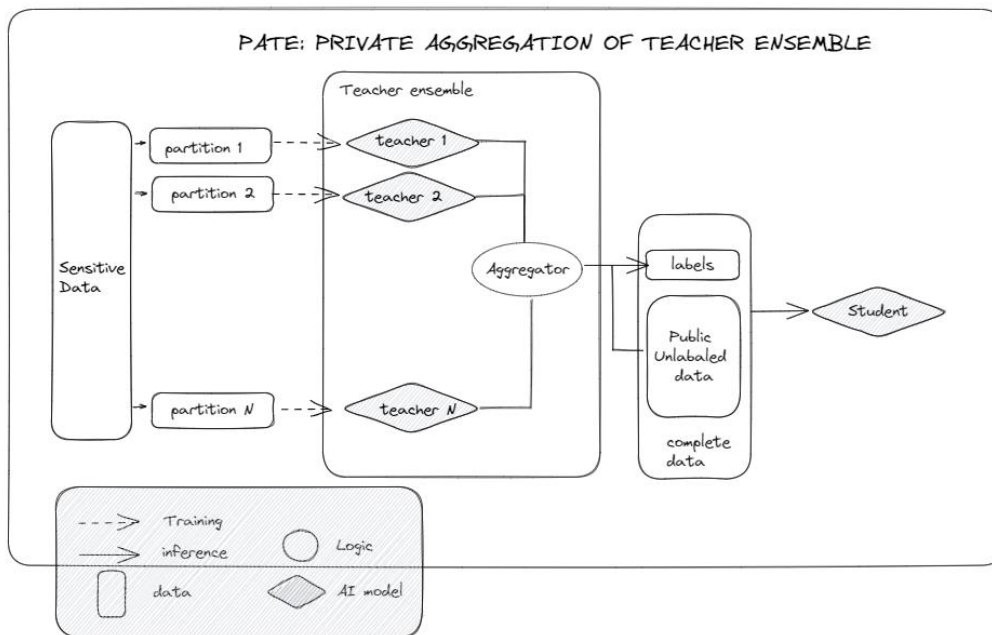 PATE: PRIVATE AGGREGATION OF TEACHER ENSEMBLE
Teacher ensemble
Sensitive
Data
partition 1
partition 2
partition N
teacher 1
teacher 2
teacher N
Aggregator
labels
Public
Unlabaled
data
complete
data
Student
Training
inference
data
Logic
AI model